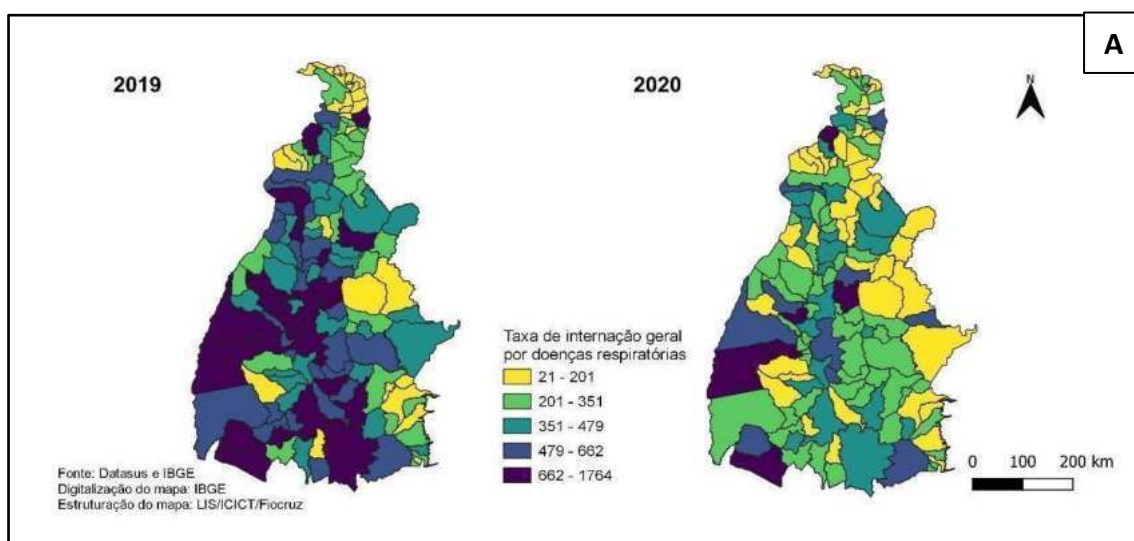 A
2019
2020
N
Taxa de internação geral
por doenças respiratórias
21 - 201
201 - 351
351 - 479
479 - 662
662 - 1764
Fonte: Datasus e IBGE
Digitalização do mapa: IBGE
Estruturação do mapa: LIS/ICICT/Fiocruz
0 100 200 km